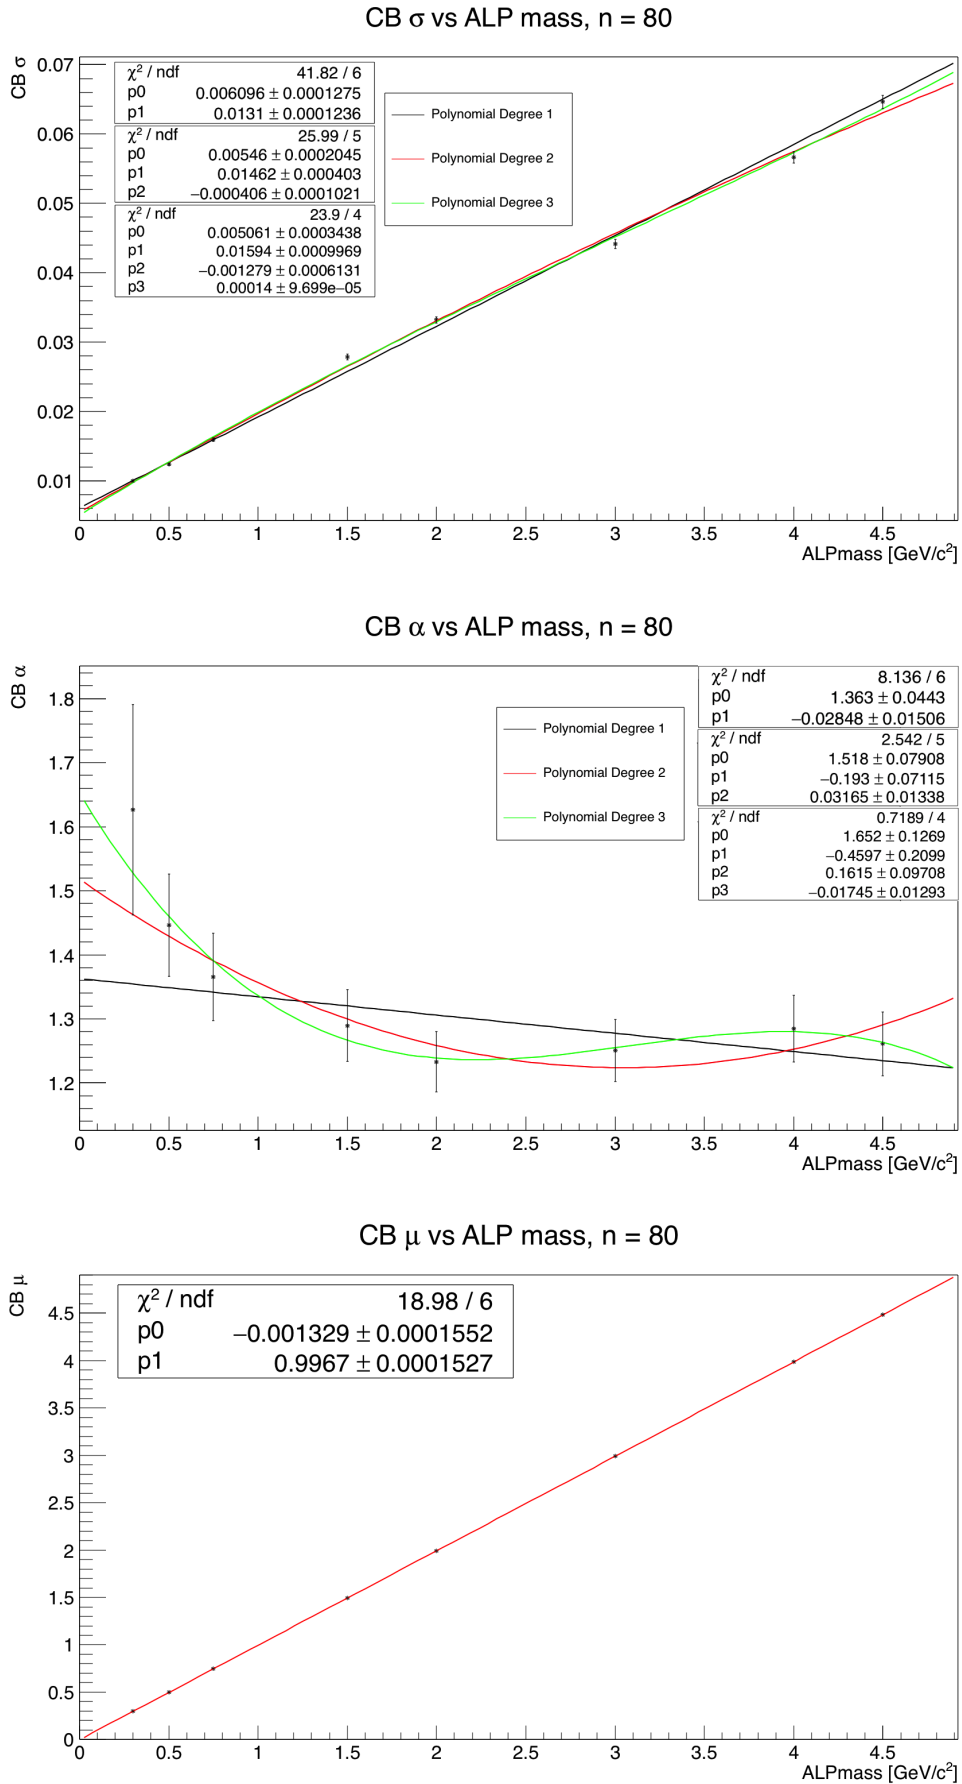 CB σ vs ALP mass, n = 80
CB σ
0.07
0.06
0.05
0.04
0.03
0.02
0.01
χ² / ndf 41.82 / 6
p0 0.006096 ± 0.0001275
p1 0.0131 ± 0.0001236
χ² / ndf 25.99 / 5
p0 0.00546 ± 0.0002045
p1 0.01462 ± 0.000403
p2 −0.000406 ± 0.0001021
χ² / ndf 23.9 / 4
p0 0.005061 ± 0.0003438
p1 0.01594 ± 0.0009969
p2 −0.001279 ± 0.0006131
p3 0.00014 ± 9.699e−05
Polynomial Degree 1
Polynomial Degree 2
Polynomial Degree 3
0 0.5 1 1.5 2 2.5 3 3.5 4 4.5
ALPmass [GeV/c²]
CB α vs ALP mass, n = 80
CB α
1.8
1.7
1.6
1.5
1.4
1.3
1.2
Polynomial Degree 1
Polynomial Degree 2
Polynomial Degree 3
χ² / ndf 8.136 / 6
p0 1.363 ± 0.0443
p1 −0.02848 ± 0.01506
χ² / ndf 2.542 / 5
p0 1.518 ± 0.07908
p1 −0.193 ± 0.07115
p2 0.03165 ± 0.01338
χ² / ndf 0.7189 / 4
p0 1.652 ± 0.1269
p1 −0.4597 ± 0.2099
p2 0.1615 ± 0.09708
p3 −0.01745 ± 0.01293
0 0.5 1 1.5 2 2.5 3 3.5 4 4.5
ALPmass [GeV/c²]
CB μ vs ALP mass, n = 80
CB μ
4.5
4
3.5
3
2.5
2
1.5
1
0.5
0
χ² / ndf 18.98 / 6
p0 −0.001329 ± 0.0001552
p1 0.9967 ± 0.0001527
0 0.5 1 1.5 2 2.5 3 3.5 4 4.5
ALPmass [GeV/c²]